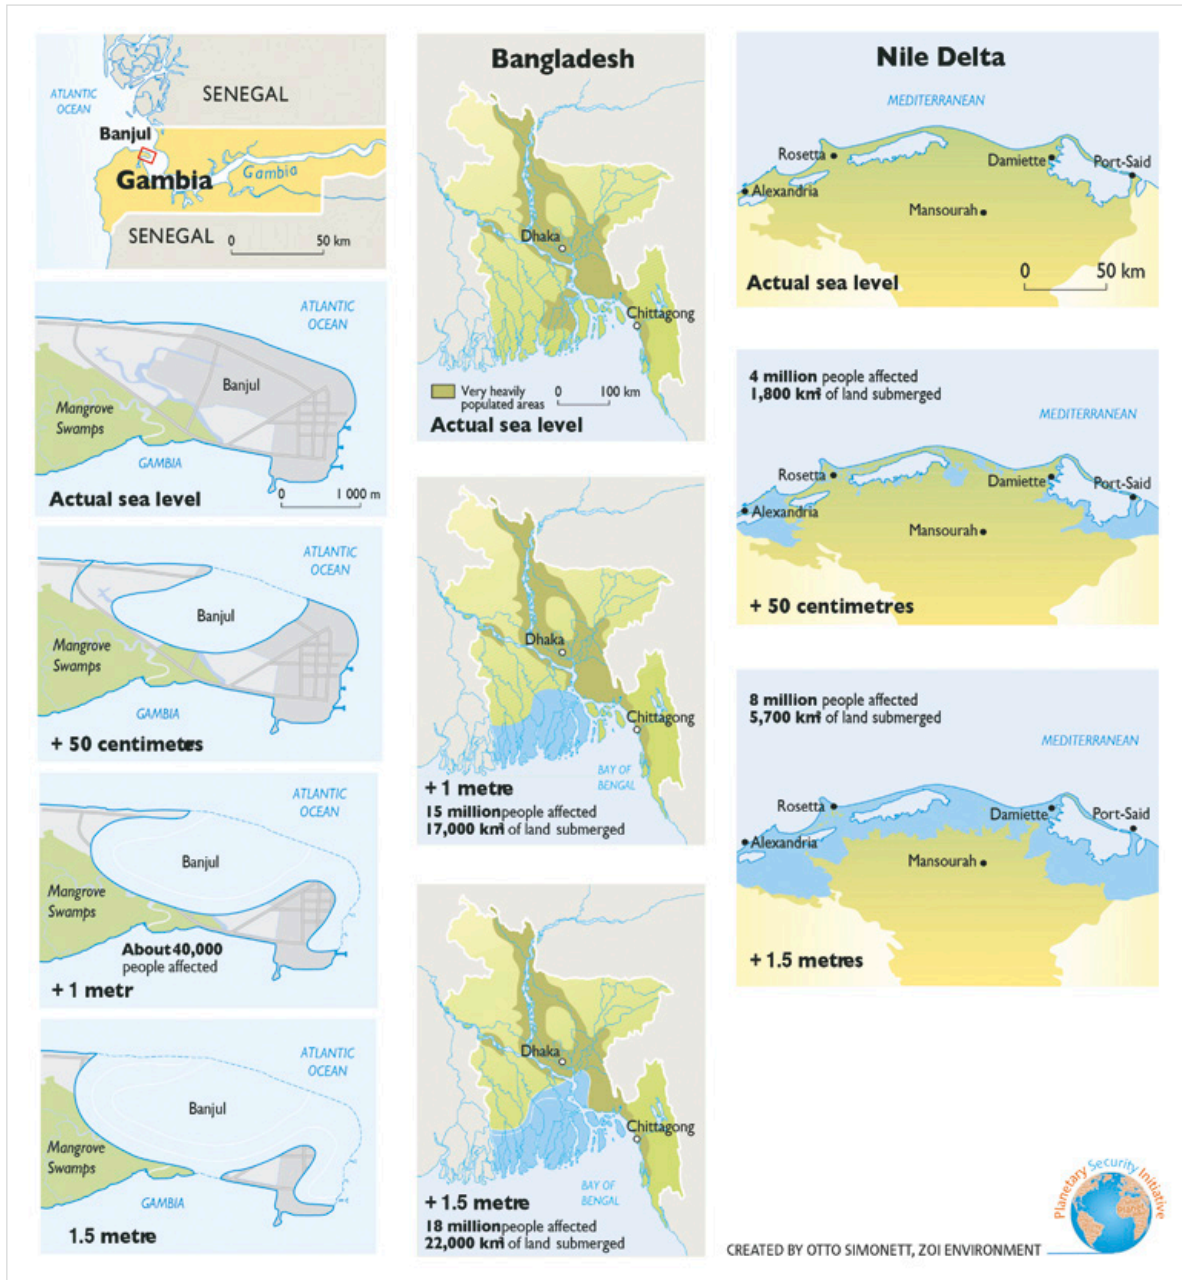 ATLANTIC
OCEAN
SENEGAL
Banjul
Gambia
Gambia
SENEGAL
0 50 km
ATLANTIC
OCEAN
Banjul
Mangrove
Swamps
GAMBIA
Actual sea level
0 1 000 m
ATLANTIC
OCEAN
Banjul
Mangrove
Swamps
GAMBIA
+ 50 centimetres
ATLANTIC
OCEAN
Banjul
Mangrove
Swamps
About 40,000
people affected
+ 1 metr
ATLANTIC
OCEAN
Banjul
Mangrove
Swamps
GAMBIA
1.5 metre
Bangladesh
Dhaka
Chittagong
Very heavily
populated areas
0 100 km
Actual sea level
Dhaka
Chittagong
BAY OF
BENGAL
+ 1 metre
15 million people affected
17,000 km² of land submerged
Dhaka
Chittagong
BAY OF
BENGAL
+ 1.5 metre
18 million people affected
22,000 km² of land submerged
Nile Delta
MEDITERRANEAN
Rosetta
Damiette
Port-Said
Alexandria
Mansourah
0 50 km
Actual sea level
4 million people affected
1,800 km² of land submerged
MEDITERRANEAN
Rosetta
Damiette
Port-Said
Alexandria
Mansourah
+ 50 centimetres
8 million people affected
5,700 km² of land submerged
MEDITERRANEAN
Rosetta
Damiette
Port-Said
Alexandria
Mansourah
+ 1.5 metres
Planetary Security Initiative
CREATED BY OTTO SIMONETT, ZOI ENVIRONMENT